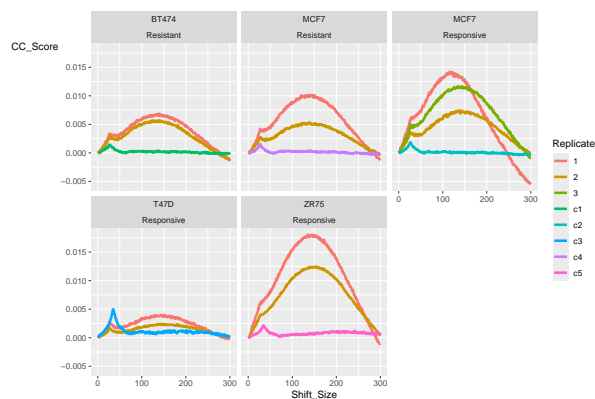 BT474
MCF7
MCF7
CC_Score
Resistant
Resistant
Responsive
0.015
0.010
0.005
0.000
−0.005
0
100
200
300
Replicate
1
2
3
c1
c2
c3
c4
c5
T47D
ZR75
Responsive
Responsive
0.015
0.010
0.005
0.000
−0.005
0
100
200
300
0
100
200
300
Shift_Size